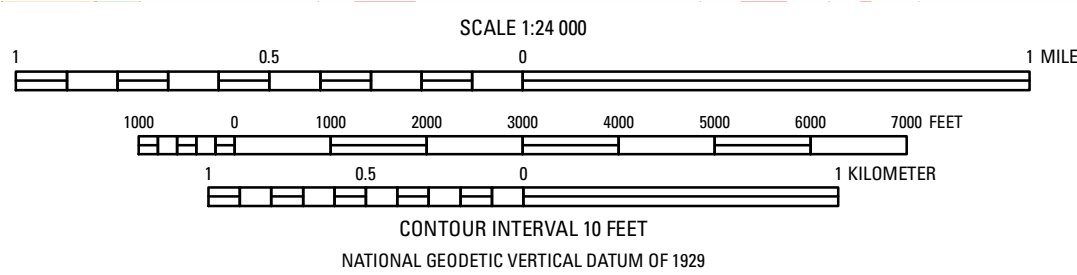 SCALE 1:24 000
1 0.5 0 1 MILE
1000 0 1000 2000 3000 4000 5000 6000 7000 FEET
1 0.5 0 1 KILOMETER
CONTOUR INTERVAL 10 FEET
NATIONAL GEODETIC VERTICAL DATUM OF 1929